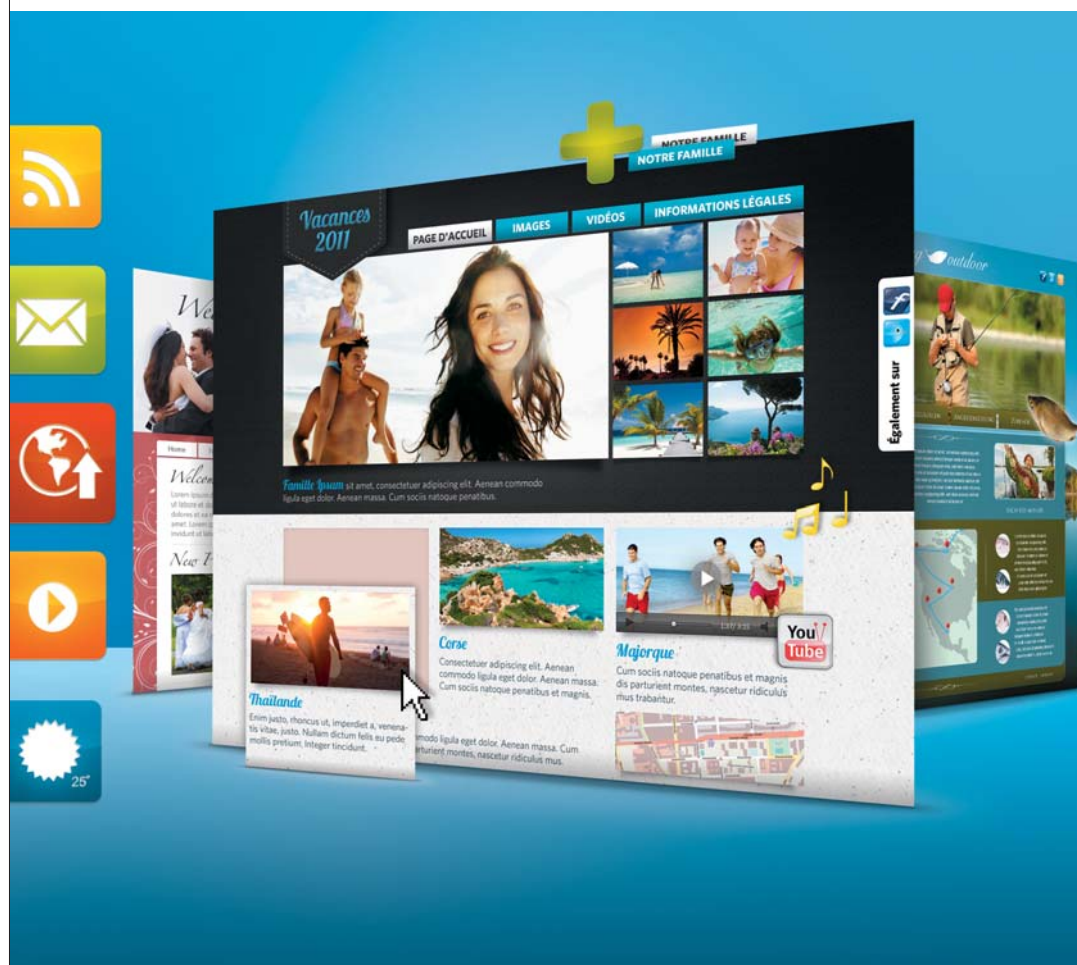 NOTRE FAMILLE
NOTRE FAMILLE
Vacances
2011
PAGE D'ACCUEIL
IMAGES
VIDÉOS
INFORMATIONS LÉGALES
Également sur
Famille Ipsum sit amet, consectetuer adipiscing elit. Aenean commodo
ligula eget dolor. Aenean massa. Cum sociis natoque penatibus.
Thaïlande
Enim justo, rhoncus ut, imperdiet a, venena-
tis vitae, justo. Nullam dictum felis eu pede
mollis pretium. Integer tincidunt.
Corse
Consectetuer adipiscing elit. Aenean
commodo ligula eget dolor. Aenean massa.
Cum sociis natoque penatibus et magnis.
ligula eget dolor. Aenean massa. Cum
parturient montes, nascetur ridiculus mus.
You
Tube
Majorque
Cum sociis natoque penatibus et magnis
dis parturient montes, nascetur ridiculus
mus trabantur.
Home
New
outdoor
25°